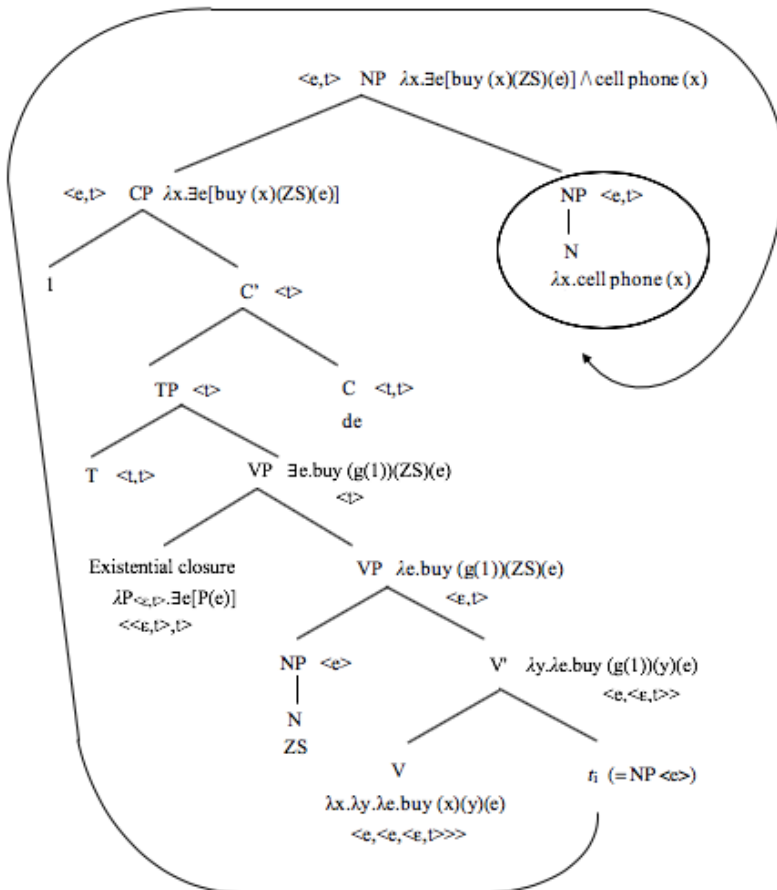 <e,t> NP λx.∃e[buy (x)(ZS)(e)] ∧ cell phone (x)
<e,t> CP λx.∃e[buy (x)(ZS)(e)]
NP <e,t>
1
N
λx.cell phone (x)
C' <t>
TP <t>
C <t,t>
de
T <t,t>
VP ∃e.buy (g(1))(ZS)(e)
<t>
Existential closure
λP<ε,t>.∃e[P(e)]
<<ε,t>,t>
VP λe.buy (g(1))(ZS)(e)
<ε,t>
NP <e>
V' λy.λe.buy (g(1))(y)(e)
<e,<ε,t>>
N
ZS
V
tᵢ (=NP<e>)
λx.λy.λe.buy (x)(y)(e)
<e,<e,<ε,t>>>